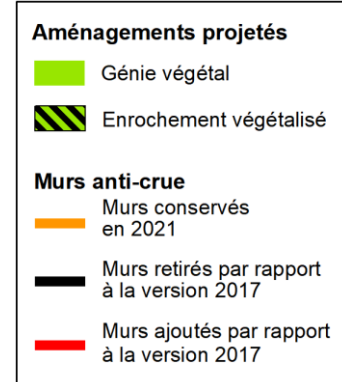 Aménagements projetés
Génie végétal
Enrochement végétalisé
Murs anti-crue
Murs conservés
en 2021
Murs retirés par rapport
à la version 2017
Murs ajoutés par rapport
à la version 2017